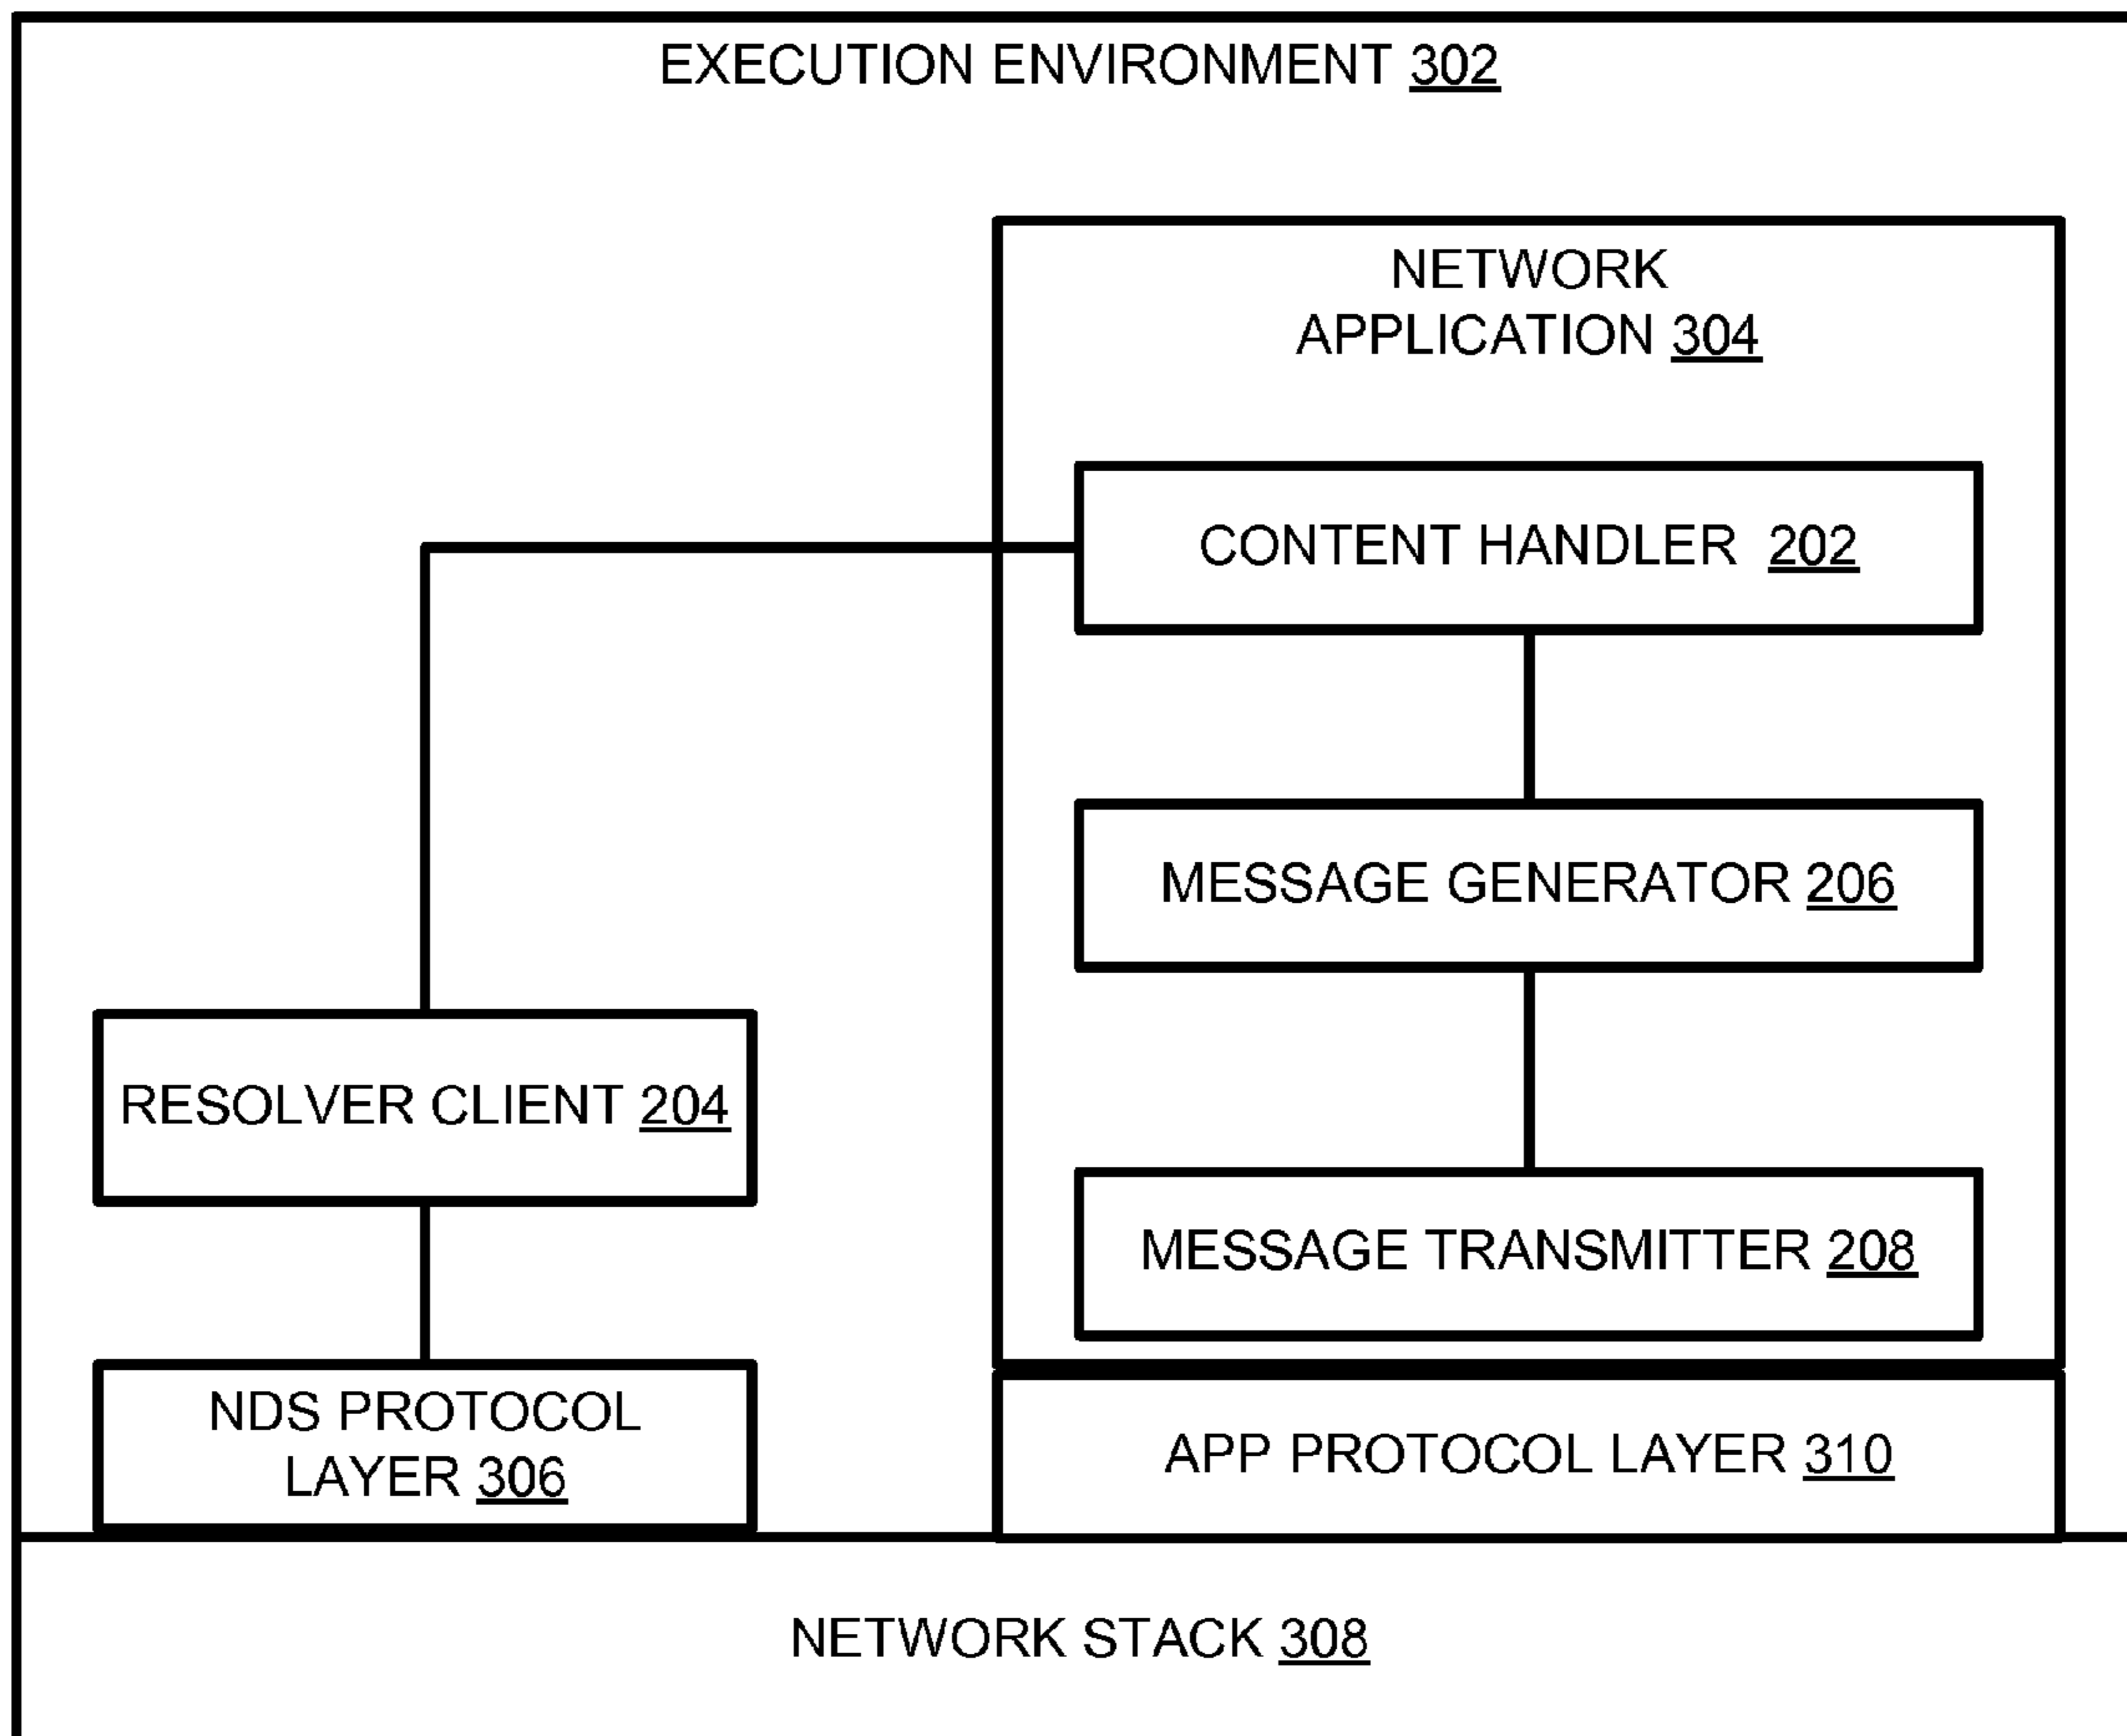 EXECUTION ENVIRONMENT 302
NETWORK
APPLICATION 304
CONTENT HANDLER 202
MESSAGE GENERATOR 206
RESOLVER CLIENT 204
MESSAGE TRANSMITTER 208
NDS PROTOCOL
LAYER 306
APP PROTOCOL LAYER 310
NETWORK STACK 308